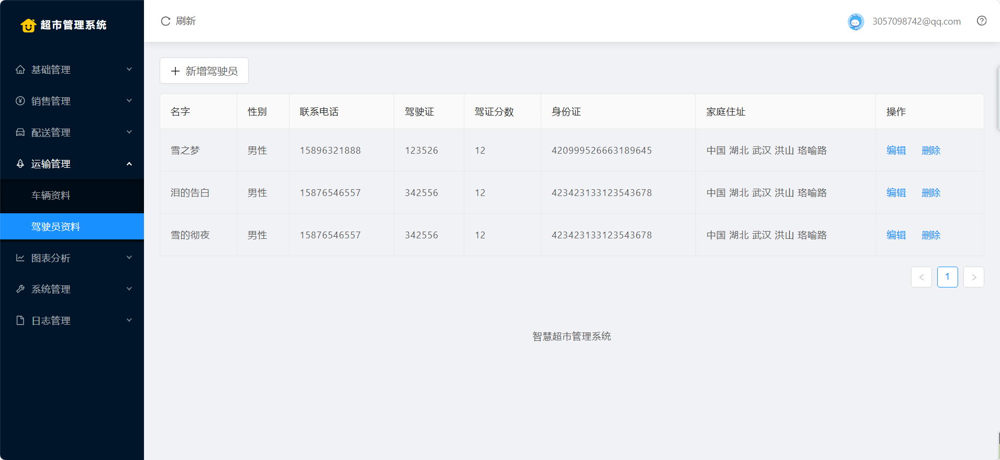 超市管理系统
基础管理
销售管理
配送管理
运输管理
车辆资料
驾驶员资料
图表分析
系统管理
日志管理
刷新
3057098742@qq.com
新增驾驶员
名字 性别 联系电话 驾驶证 驾证分数 身份证 家庭住址 操作
雪之梦 男性 15896321888 123526 12 420999526663189645 中国 湖北 武汉 洪山 珞喻路 编辑 删除
泪的告白 男性 15876546557 342556 12 423423133123543678 中国 湖北 武汉 洪山 珞喻路 编辑 删除
雪的彻夜 男性 15876546557 342556 12 423423133123543678 中国 湖北 武汉 洪山 珞喻路 编辑 删除
1
智慧超市管理系统